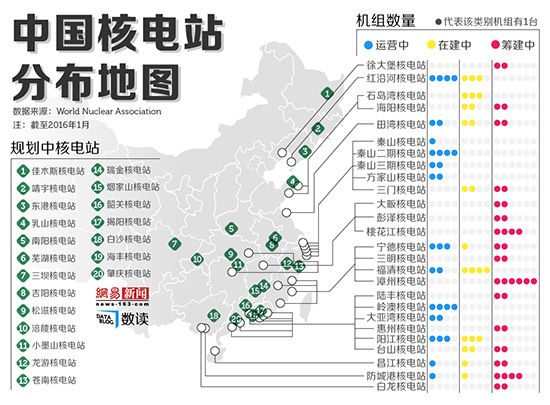 中国核电站
分布地图
数据来源：World Nuclear Association
注：截至2016年1月
规划中核电站
1 佳木斯核电站
2 靖宇核电站
3 东港核电站
4 乳山核电站
5 南阳核电站
6 芜湖核电站
7 三坝核电站
8 吉阳核电站
9 松滋核电站
10 涪陵核电站
11 小墨山核电站
12 龙游核电站
13 苍南核电站
14 瑞金核电站
15 烟家山核电站
16 韶关核电站
17 揭阳核电站
18 白沙核电站
19 海丰核电站
20 肇庆核电站
網易新闻
news·163·com
DATA BLOG 数读
1
2
3
4
5
6
7
8
9
10
11
12
13
14
15
16
18
机组数量
代表该类别机组有1台
运营中
在建中
筹建中
徐大堡核电站
红沿河核电站
石岛湾核电站
海阳核电站
田湾核电站
秦山核电站
秦山二期核电站
秦山三期核电站
方家山核电站
三门核电站
大畈核电站
彭泽核电站
桃花江核电站
宁德核电站
三明核电站
福清核电站
漳州核电站
陆丰核电站
岭澳核电站
大亚湾核电站
惠州核电站
阳江核电站
台山核电站
昌江核电站
防城港核电站
白龙核电站